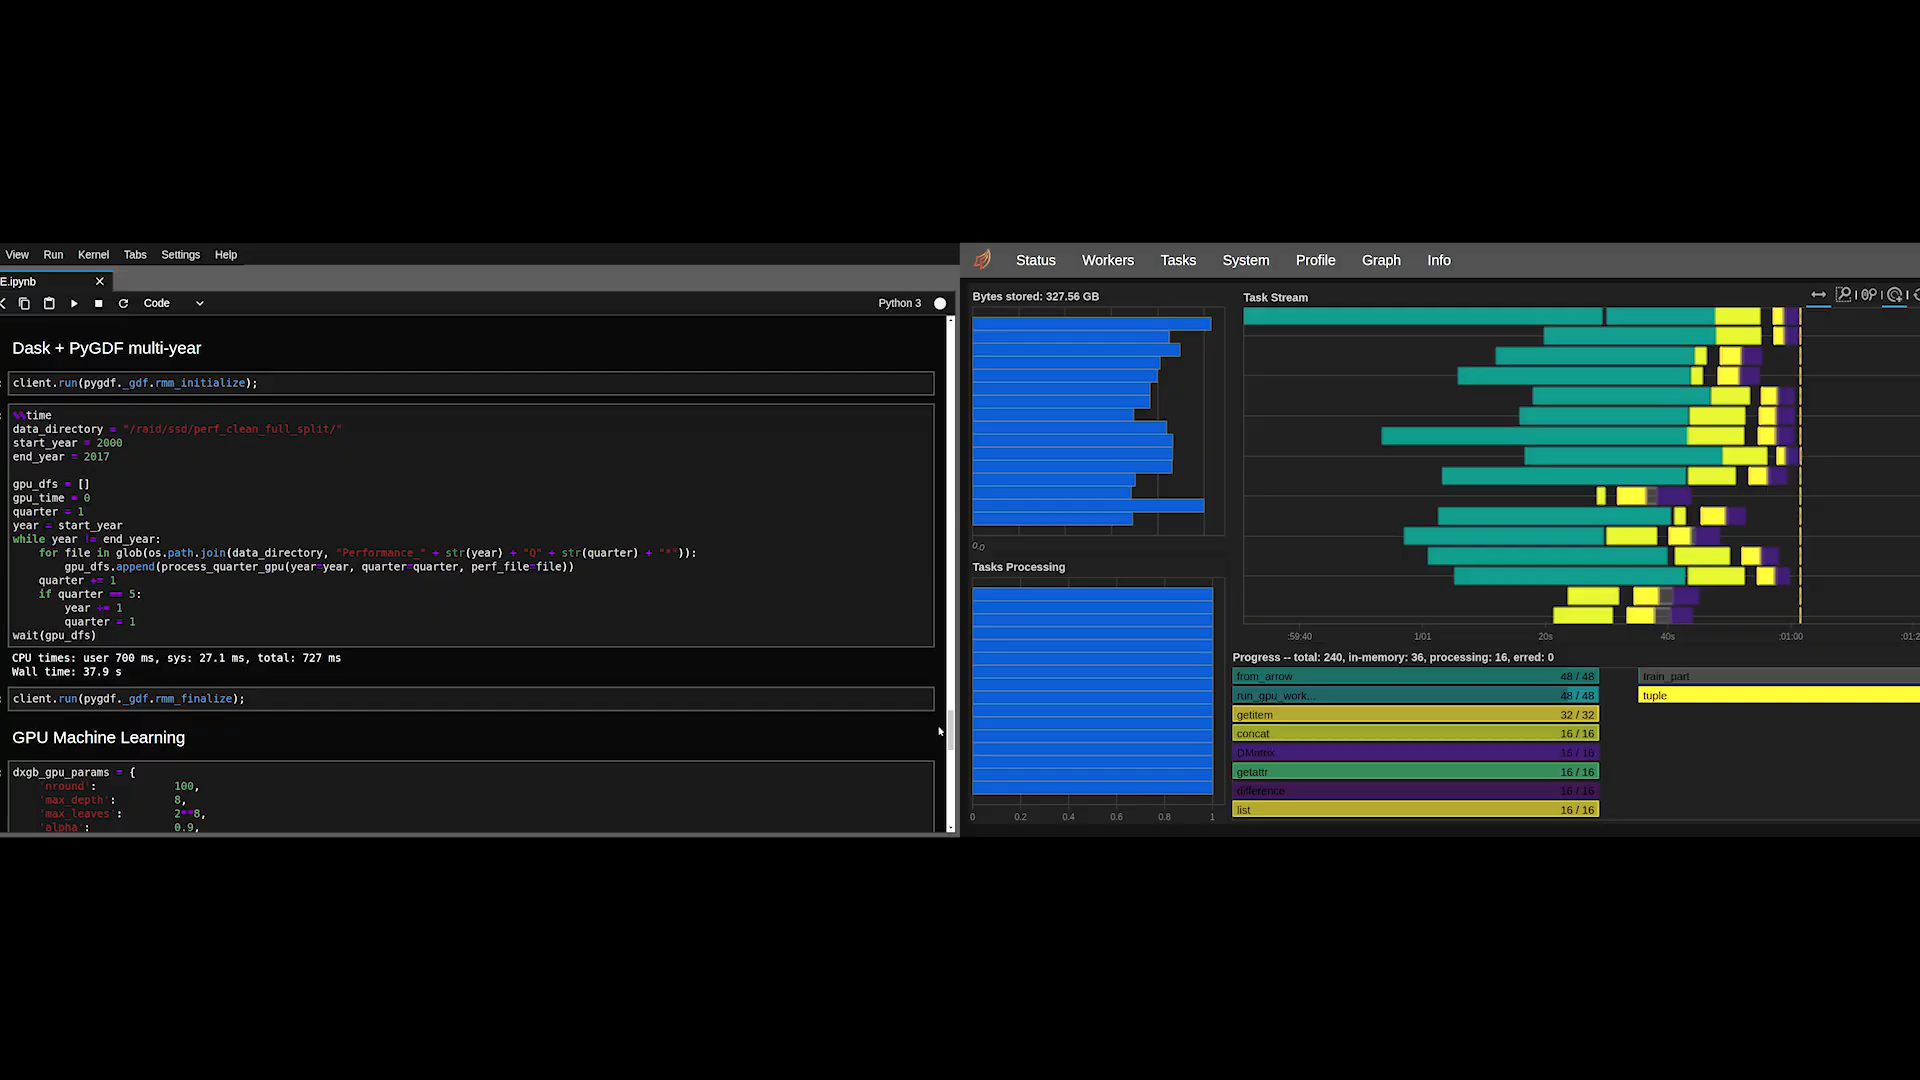 View Run Kernel Tabs Settings Help
E.ipynb
Code Python 3
Dask + PyGDF multi-year
client.run(pygdf._gdf.rmm_initialize);
%%time
data_directory = "/raid/ssd/perf_clean_full_split/"
start_year = 2000
end_year = 2017
gpu_dfs = []
gpu_time = 0
quarter = 1
year = start_year
while year != end_year:
    for file in glob(os.path.join(data_directory, "Performance_" + str(year) + "Q" + str(quarter) + "*")):
        gpu_dfs.append(process_quarter_gpu(year=year, quarter=quarter, perf_file=file))
    quarter += 1
    if quarter == 5:
        year += 1
        quarter = 1
wait(gpu_dfs)
CPU times: user 700 ms, sys: 27.1 ms, total: 727 ms
Wall time: 37.9 s
client.run(pygdf._gdf.rmm_finalize);
GPU Machine Learning
dxgb_gpu_params = {
    'nround': 100,
    'max_depth': 8,
    'max_leaves': 2**8,
    'alpha': 0.9,
Status Workers Tasks System Profile Graph Info
Bytes stored: 327.56 GB
0.0
Tasks Processing
0 0.2 0.4 0.6 0.8 1
Task Stream
:59:40 1/01 20s 40s :01:00 :01:2
Progress -- total: 240, in-memory: 36, processing: 16, erred: 0
from_arrow 48 / 48
run_gpu_work... 48 / 48
getitem 32 / 32
concat 16 / 16
DMatrix 16 / 16
getattr 16 / 16
difference 16 / 16
list 16 / 16
train_part
tuple